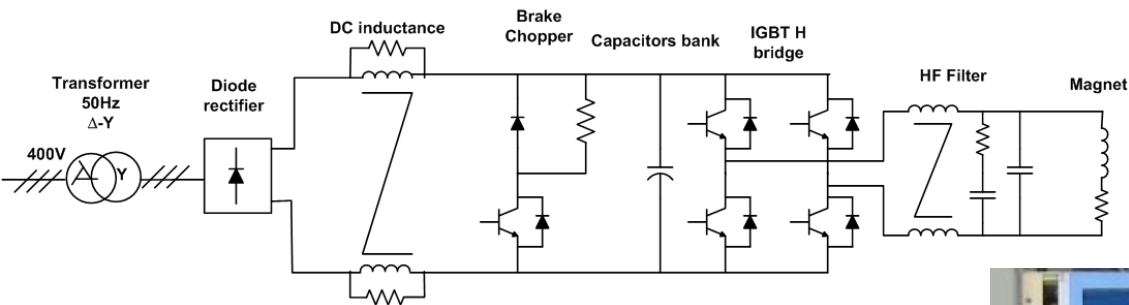 DC inductance
Brake
Chopper
Capacitors bank
IGBT H
bridge
HF Filter
Magnet
Transformer
50Hz
Δ-Y
Diode
rectifier
400V
Y